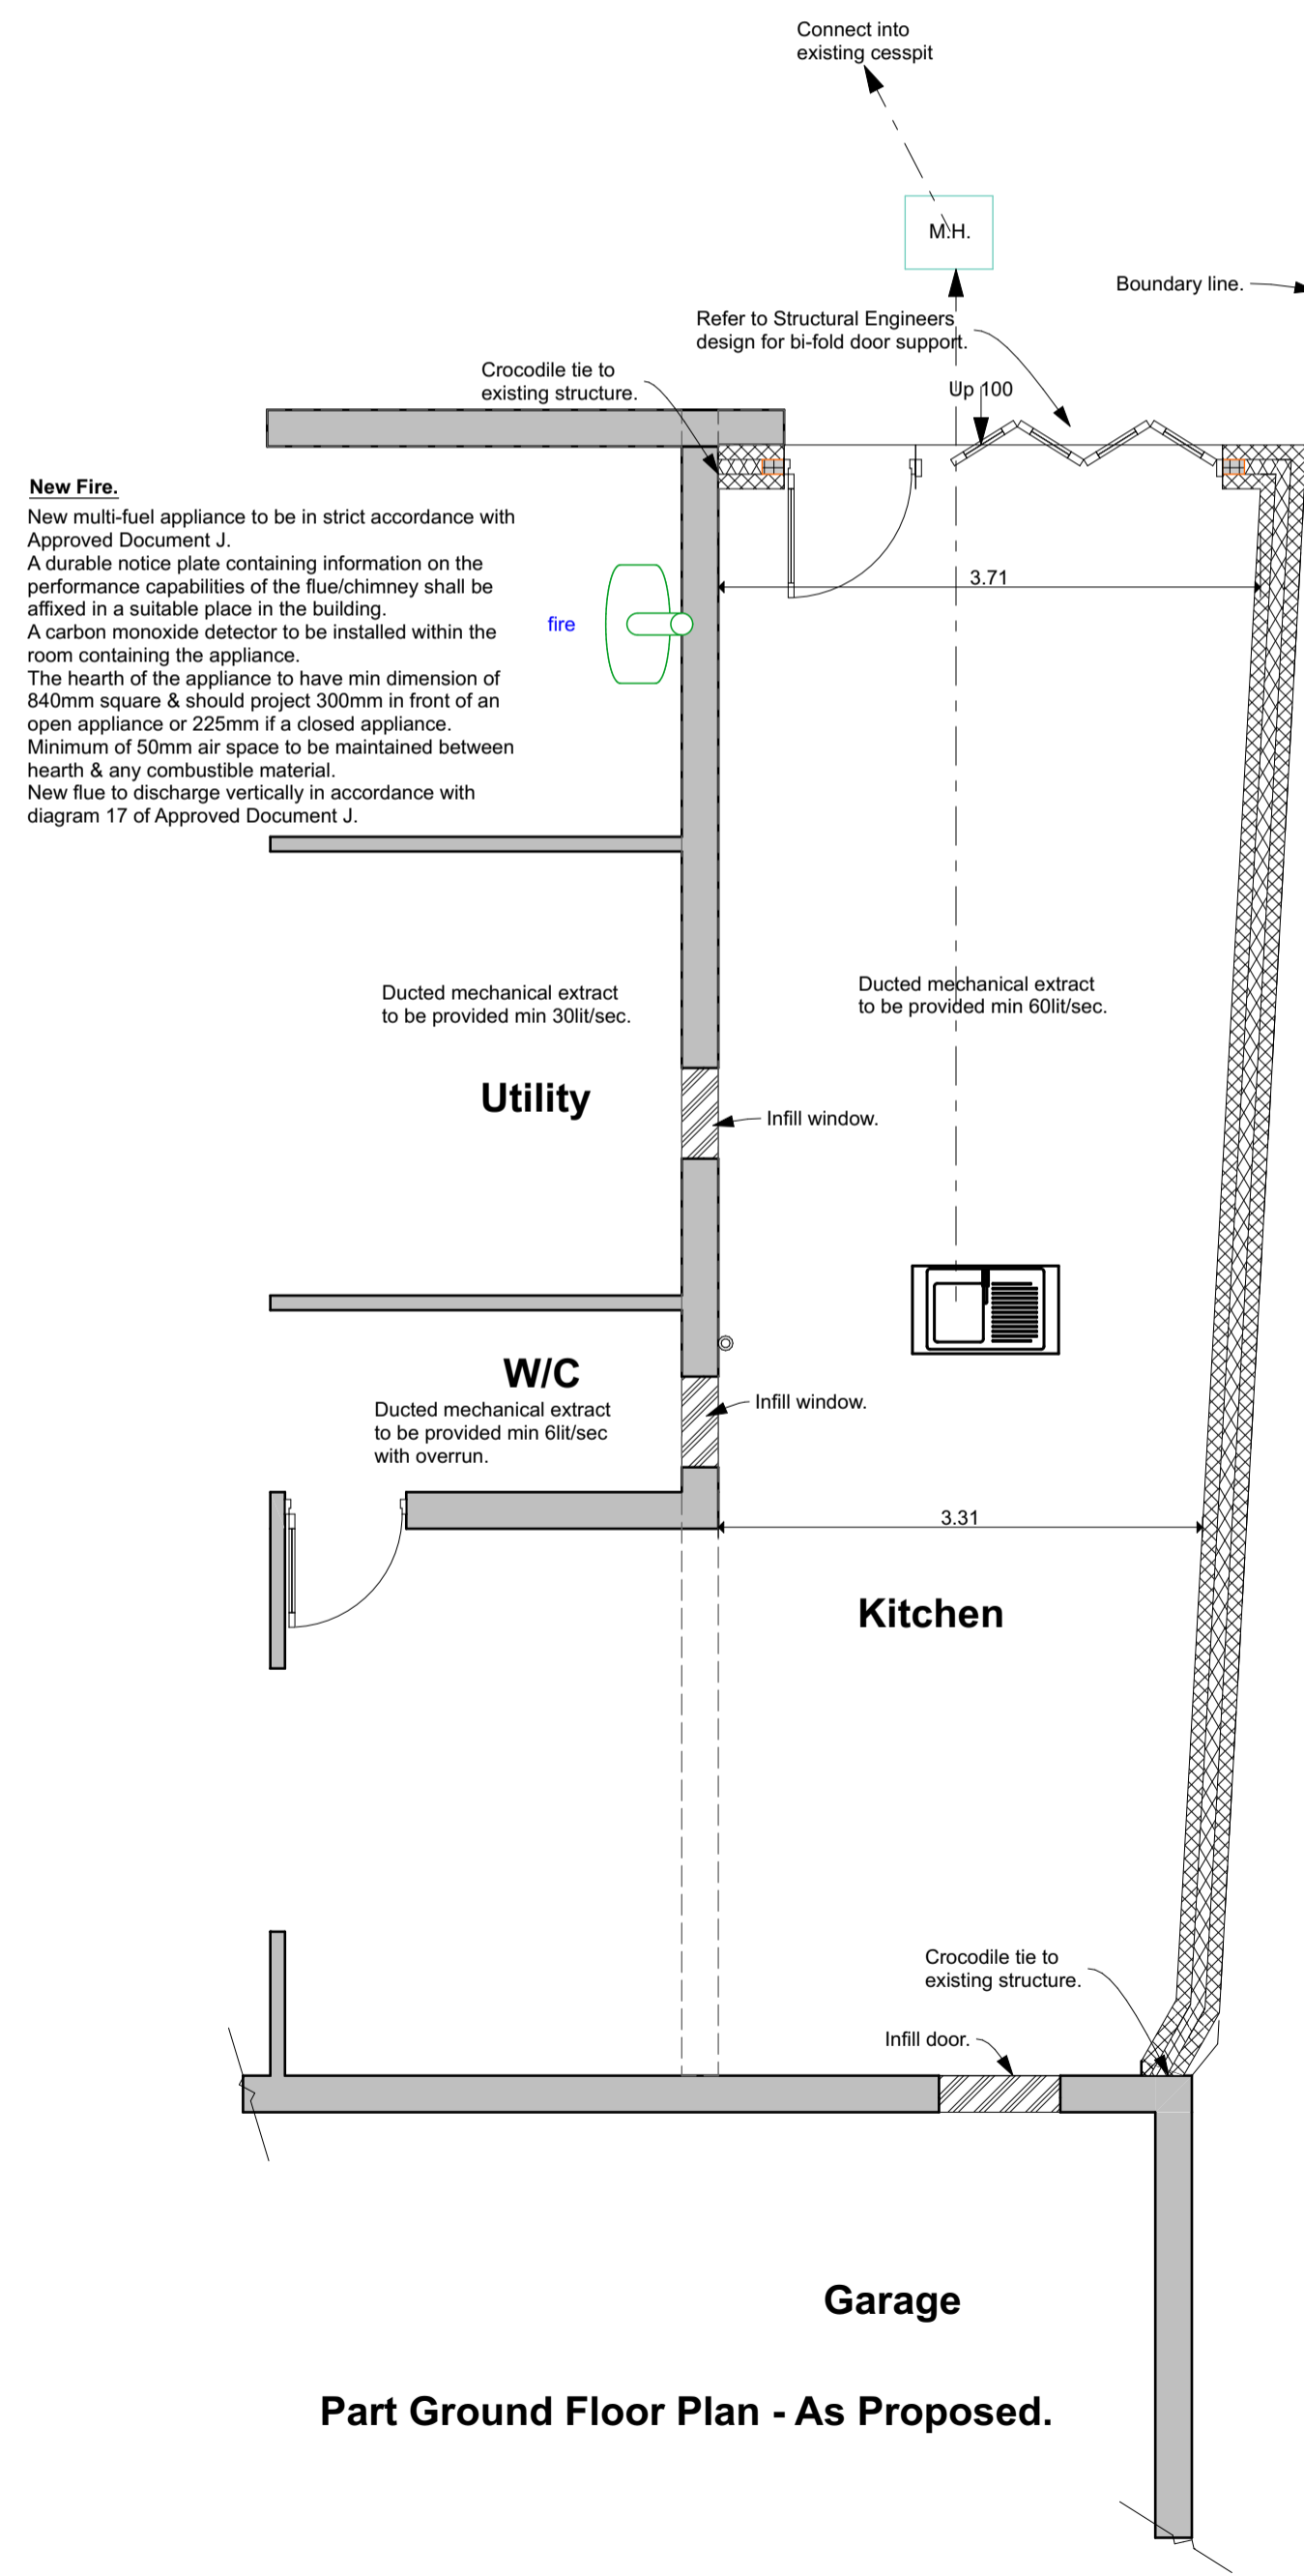 Connect into
existing cesspit
M.H.
Boundary line.
Refer to Structural Engineers
design for bi-fold door support.
Crocodile tie to
existing structure.
Up 100
New Fire.
New multi-fuel appliance to be in strict accordance with
Approved Document J.
A durable notice plate containing information on the
performance capabilities of the flue/chimney shall be
affixed in a suitable place in the building.
A carbon monoxide detector to be installed within the
room containing the appliance.
The hearth of the appliance to have min dimension of
840mm square & should project 300mm in front of an
open appliance or 225mm if a closed appliance.
Minimum of 50mm air space to be maintained between
hearth & any combustible material.
New flue to discharge vertically in accordance with
diagram 17 of Approved Document J.
fire
3.71
Ducted mechanical extract
to be provided min 30lit/sec.
Ducted mechanical extract
to be provided min 60lit/sec.
Utility
Infill window.
W/C
Ducted mechanical extract
to be provided min 6lit/sec
with overrun.
Infill window.
3.31
Kitchen
Crocodile tie to
existing structure.
Infill door.
Garage
Part Ground Floor Plan - As Proposed.